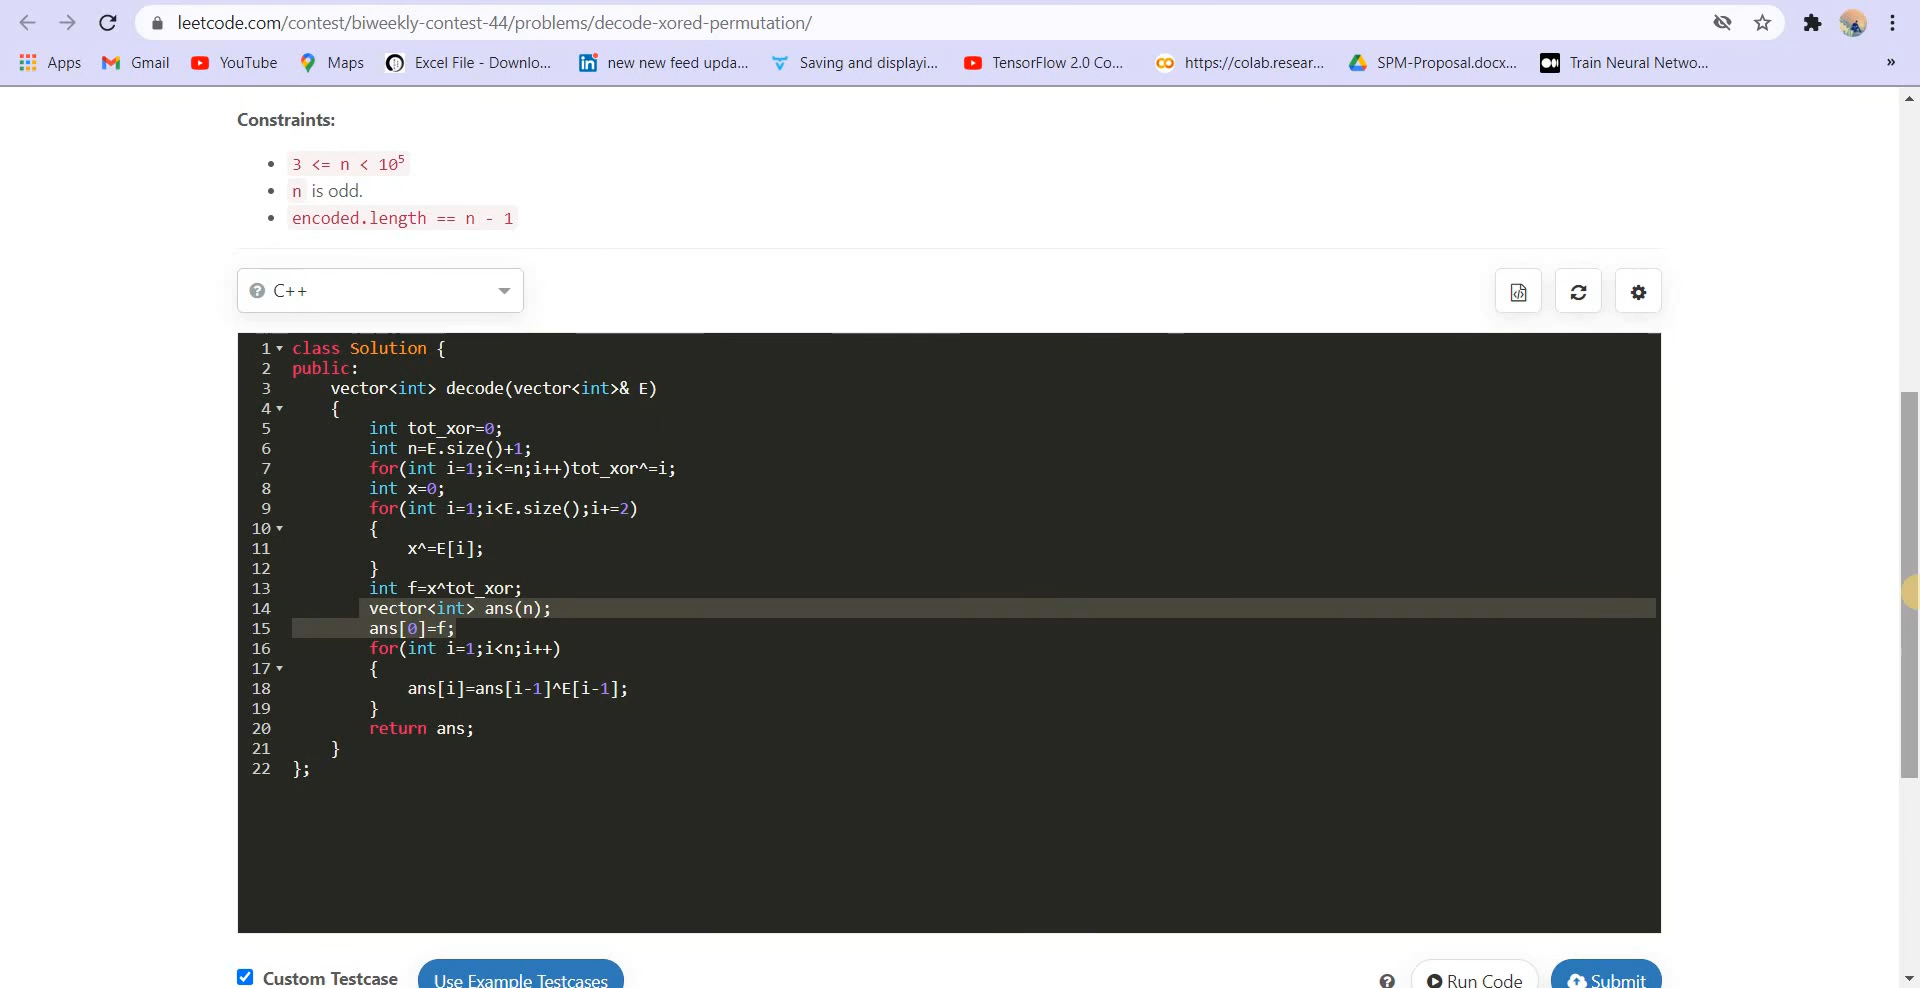 leetcode.com/contest/biweekly-contest-44/problems/decode-xored-permutation/
Apps Gmail YouTube Maps Excel File - Downlo... new new feed upda... Saving and displayi... TensorFlow 2.0 Co... https://colab.resear... SPM-Proposal.docx... Train Neural Netwo... »
Constraints:
3 <= n < 10⁵
n is odd.
encoded.length == n - 1
C++
1 class Solution {
2 public:
3 vector<int> decode(vector<int>& E)
4 {
5 int tot_xor=0;
6 int n=E.size()+1;
7 for(int i=1;i<=n;i++)tot_xor^=i;
8 int x=0;
9 for(int i=1;i<E.size();i+=2)
10 {
11 x^=E[i];
12 }
13 int f=x^tot_xor;
14 vector<int> ans(n);
15 ans[0]=f;
16 for(int i=1;i<n;i++)
17 {
18 ans[i]=ans[i-1]^E[i-1];
19 }
20 return ans;
21 }
22 };
Custom Testcase Use Example Testcases ? Run Code Submit